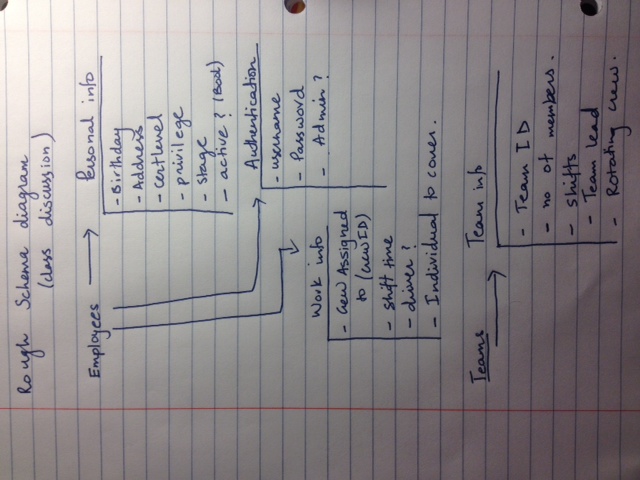 Rough Schema diagram
(class discussion)
Employees
Personal info
- Birthday
- Address
- certlevel
- privilege
- stage
- active? (Bool)
Authentication
- username
- Password
- Admin?
Work info
- Crew Assigned
to (crewID)
- shift time
- driver?
- Individual to cover.
Teams
Team info
- Team ID
- no of members.
- shifts
- Team lead
- Rotating crew.